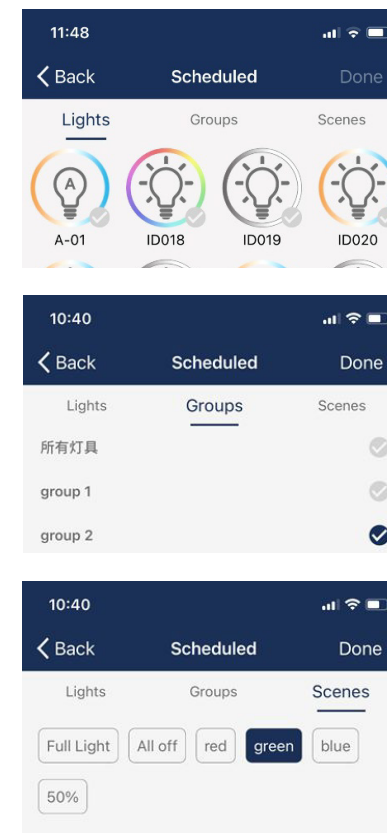 11:48
Back Scheduled Done
Lights Groups Scenes
A
A-01 ID018 ID019 ID020
10:40
Back Scheduled Done
Lights Groups Scenes
所有灯具
group 1
group 2
10:40
Back Scheduled Done
Lights Groups Scenes
Full Light All off red green blue
50%